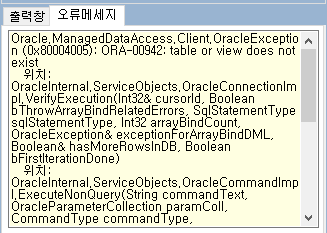 출력창 오류메세지
Oracle,ManagedDataAccess,Client,OracleExceptio
n (0x80004005): ORA-00942: table or view does not
exist
위치:
OracleInternal,ServiceObjects,OracleConnectionImp
l,VerifyExecution(Int32& cursorId, Boolean
bThrowArrayBindRelatedErrors, SqlStatementType
sqlStatementType, Int32 arrayBindCount,
OracleException& exceptionForArrayBindDML,
Boolean& hasMoreRowsInDB, Boolean
bFirstIterationDone)
위치:
OracleInternal,ServiceObjects,OracleCommandImp
l,ExecuteNonQuery(String commandText,
OracleParameterCollection paramColl,
CommandType commandType,